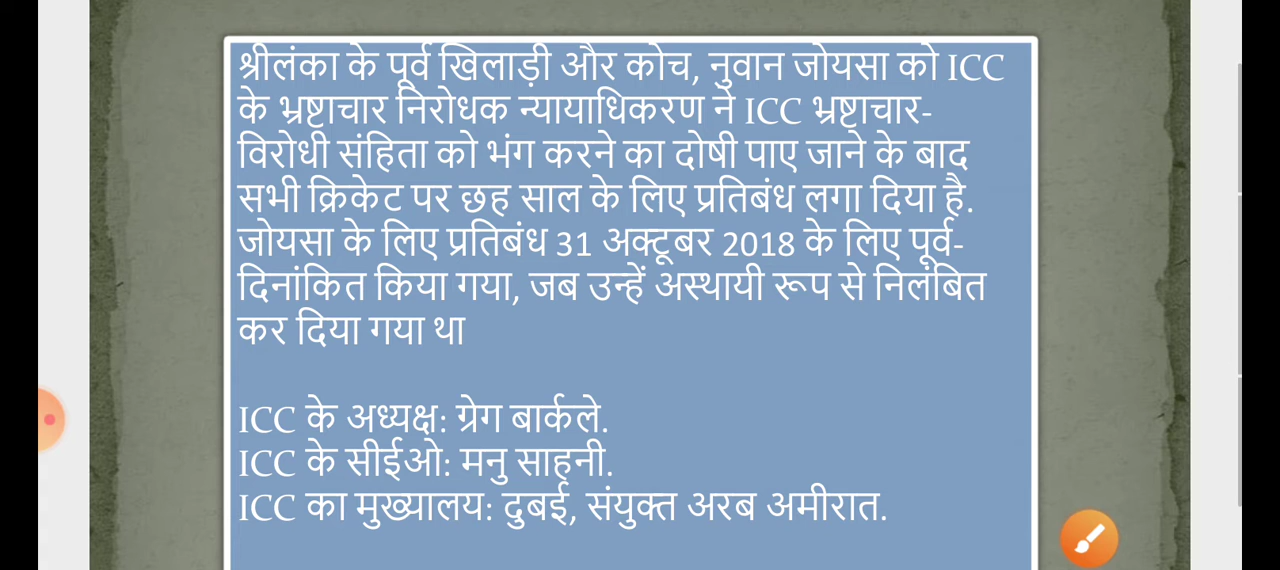 श्रीलंका के पूर्व खिलाड़ी और कोच, नुवान जोयसा को ICC
के भ्रष्टाचार निरोधक न्यायाधिकरण ने ICC भ्रष्टाचार-
विरोधी संहिता को भंग करने का दोषी पाए जाने के बाद
सभी क्रिकेट पर छह साल के लिए प्रतिबंध लगा दिया है.
जोयसा के लिए प्रतिबंध 31 अक्टूबर 2018 के लिए पूर्व-
दिनांकित किया गया, जब उन्हें अस्थायी रूप से निलंबित
कर दिया गया था
ICC के अध्यक्ष: ग्रेग बार्कले.
ICC के सीईओ: मनु साहनी.
ICC का मुख्यालय: दुबई, संयुक्त अरब अमीरात.